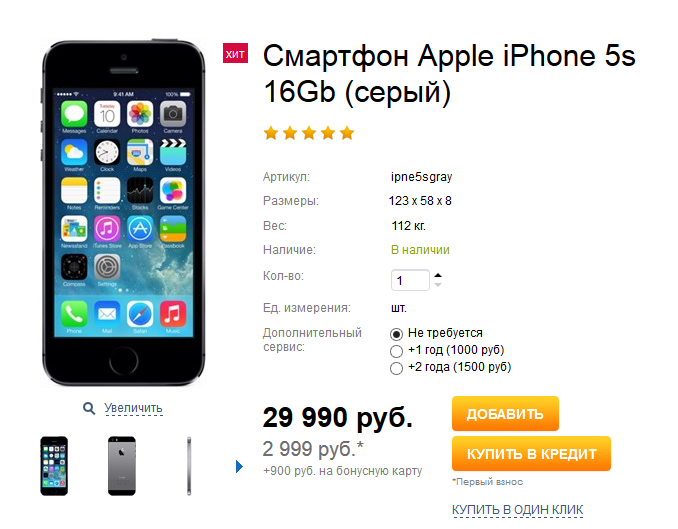 хит
Смартфон Apple iPhone 5s
16Gb (серый)
9:41 AM
100%
Messages
Calendar
Photos
Camera
Weather
Clock
Maps
Videos
Notes
Reminders
Stocks
Game Center
Newsstand
iTunes Store
App Store
Passbook
Compass
Settings
Phone
Mail
Safari
Music
Увеличить
Артикул: ipne5sgray
Размеры: 123 x 58 x 8
Вес: 112 кг.
Наличие: В наличии
Кол-во: 1
Ед. измерения: шт.
Дополнительный
сервис:
Не требуется
+1 год (1000 руб)
+2 года (1500 руб)
29 990 руб.
2 999 руб.*
+900 руб. на бонусную карту
ДОБАВИТЬ
КУПИТЬ В КРЕДИТ
*Первый взнос
КУПИТЬ В ОДИН КЛИК